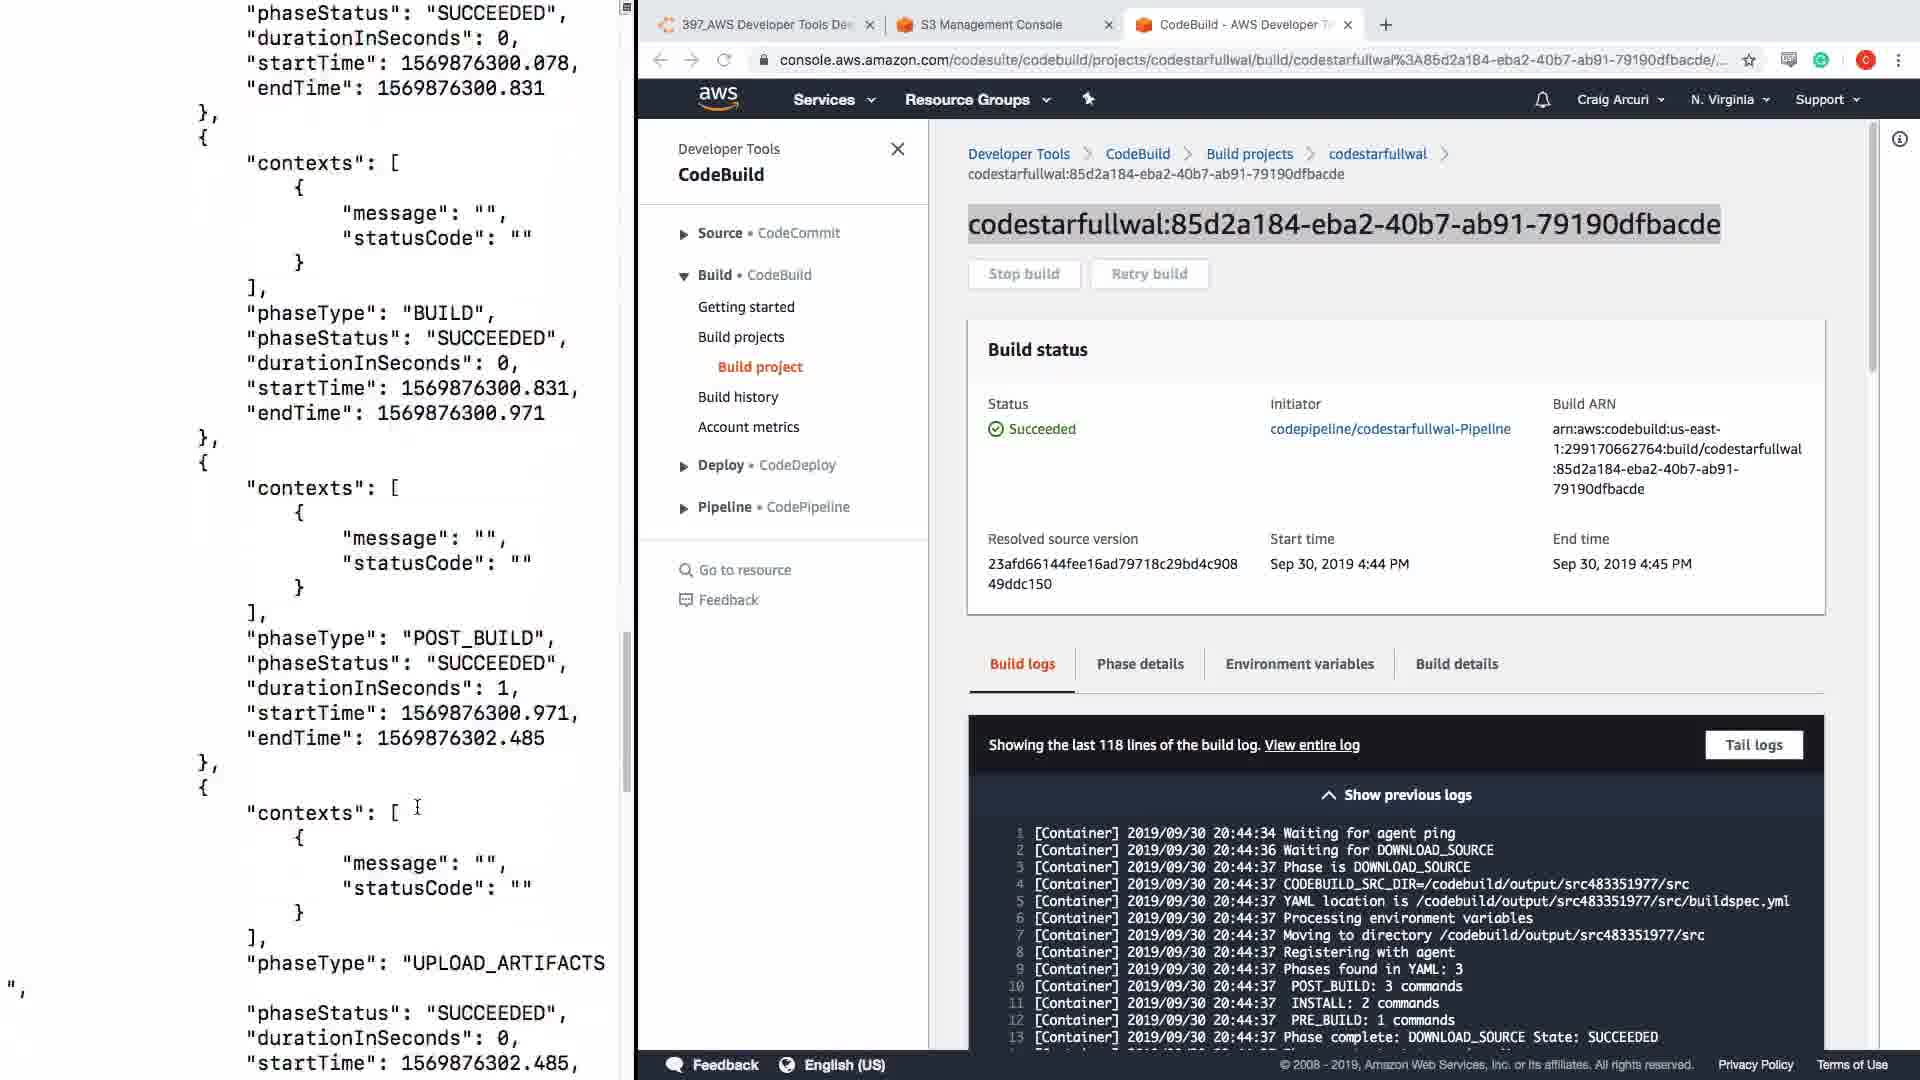 "phaseStatus": "SUCCEEDED",
"durationInSeconds": 0,
"startTime": 1569876300.078,
"endTime": 1569876300.831
},
{
"contexts": [
{
"message": "",
"statusCode": ""
}
],
"phaseType": "BUILD",
"phaseStatus": "SUCCEEDED",
"durationInSeconds": 0,
"startTime": 1569876300.831,
"endTime": 1569876300.971
},
{
"contexts": [
{
"message": "",
"statusCode": ""
}
],
"phaseType": "POST_BUILD",
"phaseStatus": "SUCCEEDED",
"durationInSeconds": 1,
"startTime": 1569876300.971,
"endTime": 1569876302.485
},
{
"contexts": [
{
"message": "",
"statusCode": ""
}
],
"phaseType": "UPLOAD_ARTIFACTS
",
"phaseStatus": "SUCCEEDED",
"durationInSeconds": 0,
"startTime": 1569876302.485,
397_AWS Developer Tools Dee
S3 Management Console
CodeBuild - AWS Developer To
console.aws.amazon.com/codesuite/codebuild/projects/codestarfullwal/build/codestarfullwal%3A85d2a184-eba2-40b7-ab91-79190dfbacde/...
C
aws
Services
Resource Groups
Craig Arcuri
N. Virginia
Support
Developer Tools
CodeBuild
Source • CodeCommit
Build • CodeBuild
Getting started
Build projects
Build project
Build history
Account metrics
Deploy • CodeDeploy
Pipeline • CodePipeline
Go to resource
Feedback
Developer Tools
CodeBuild
Build projects
codestarfullwal
codestarfullwal:85d2a184-eba2-40b7-ab91-79190dfbacde
codestarfullwal:85d2a184-eba2-40b7-ab91-79190dfbacde
Stop build
Retry build
Build status
Status
Succeeded
Initiator
codepipeline/codestarfullwal-Pipeline
Build ARN
arn:aws:codebuild:us-east-
1:299170662764:build/codestarfullwal
:85d2a184-eba2-40b7-ab91-
79190dfbacde
Resolved source version
23afd66144fee16ad79718c29bd4c908
49ddc150
Start time
Sep 30, 2019 4:44 PM
End time
Sep 30, 2019 4:45 PM
Build logs
Phase details
Environment variables
Build details
Showing the last 118 lines of the build log. View entire log
Tail logs
Show previous logs
1 [Container] 2019/09/30 20:44:34 Waiting for agent ping
2 [Container] 2019/09/30 20:44:36 Waiting for DOWNLOAD_SOURCE
3 [Container] 2019/09/30 20:44:37 Phase is DOWNLOAD_SOURCE
4 [Container] 2019/09/30 20:44:37 CODEBUILD_SRC_DIR=/codebuild/output/src483351977/src
5 [Container] 2019/09/30 20:44:37 YAML location is /codebuild/output/src483351977/src/buildspec.yml
6 [Container] 2019/09/30 20:44:37 Processing environment variables
7 [Container] 2019/09/30 20:44:37 Moving to directory /codebuild/output/src483351977/src
8 [Container] 2019/09/30 20:44:37 Registering with agent
9 [Container] 2019/09/30 20:44:37 Phases found in YAML: 3
10 [Container] 2019/09/30 20:44:37 POST_BUILD: 3 commands
11 [Container] 2019/09/30 20:44:37 INSTALL: 2 commands
12 [Container] 2019/09/30 20:44:37 PRE_BUILD: 1 commands
13 [Container] 2019/09/30 20:44:37 Phase complete: DOWNLOAD_SOURCE State: SUCCEEDED
Feedback
English (US)
© 2008 - 2019, Amazon Web Services, Inc. or its affiliates. All rights reserved.
Privacy Policy
Terms of Use